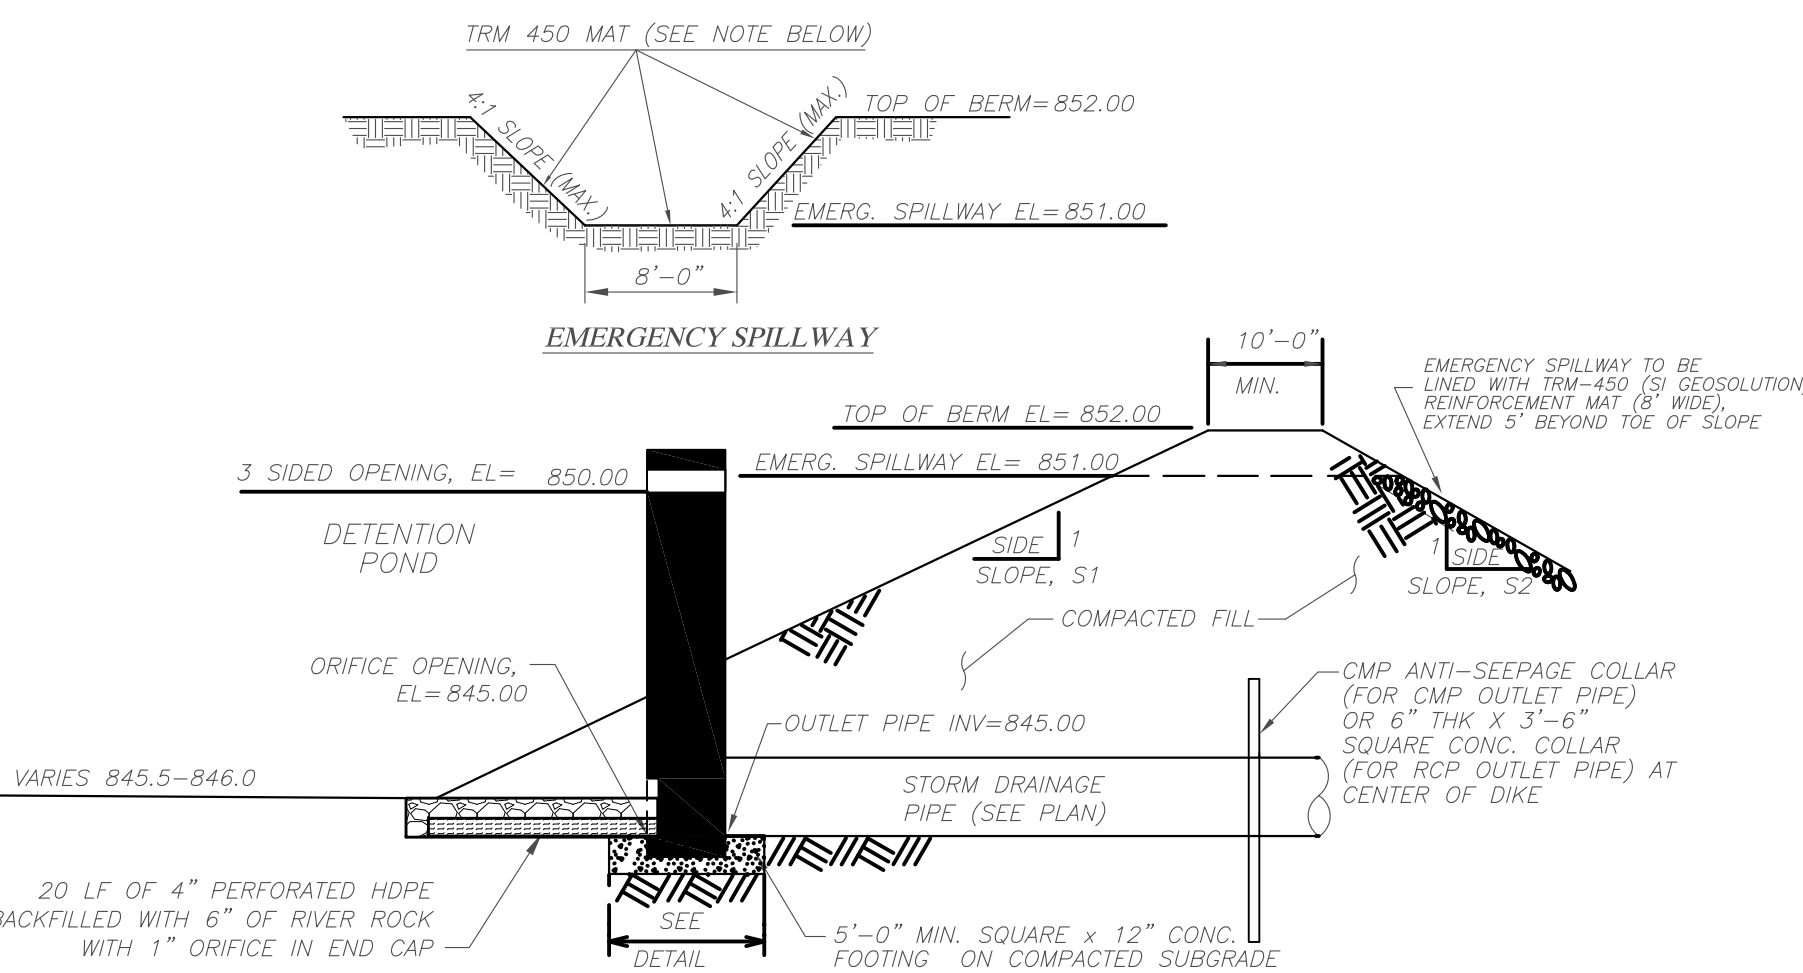 TRM 450 MAT (SEE NOTE BELOW)
4:1 SLOPE (MAX.)
4:1 SLOPE (MAX.)
TOP OF BERM=852.00
EMERG. SPILLWAY EL=851.00
8'-0"
EMERGENCY SPILLWAY
10'-0"
MIN.
EMERGENCY SPILLWAY TO BE
LINED WITH TRM-450 (SI GEOSOLUTION
REINFORCEMENT MAT (8' WIDE),
EXTEND 5' BEYOND TOE OF SLOPE
TOP OF BERM EL= 852.00
3 SIDED OPENING, EL= 850.00
EMERG. SPILLWAY EL= 851.00
DETENTION
POND
SIDE 1
SLOPE, S1
1 SIDE
SLOPE, S2
COMPACTED FILL
ORIFICE OPENING,
EL=845.00
OUTLET PIPE INV=845.00
CMP ANTI-SEEPAGE COLLAR
(FOR CMP OUTLET PIPE)
OR 6" THK X 3'-6"
SQUARE CONC. COLLAR
(FOR RCP OUTLET PIPE) AT
CENTER OF DIKE
VARIES 845.5-846.0
STORM DRAINAGE
PIPE (SEE PLAN)
20 LF OF 4" PERFORATED HDPE
BACKFILLED WITH 6" OF RIVER ROCK
WITH 1" ORIFICE IN END CAP
SEE
DETAIL
5'-0" MIN. SQUARE x 12" CONC.
FOOTING ON COMPACTED SUBGRADE